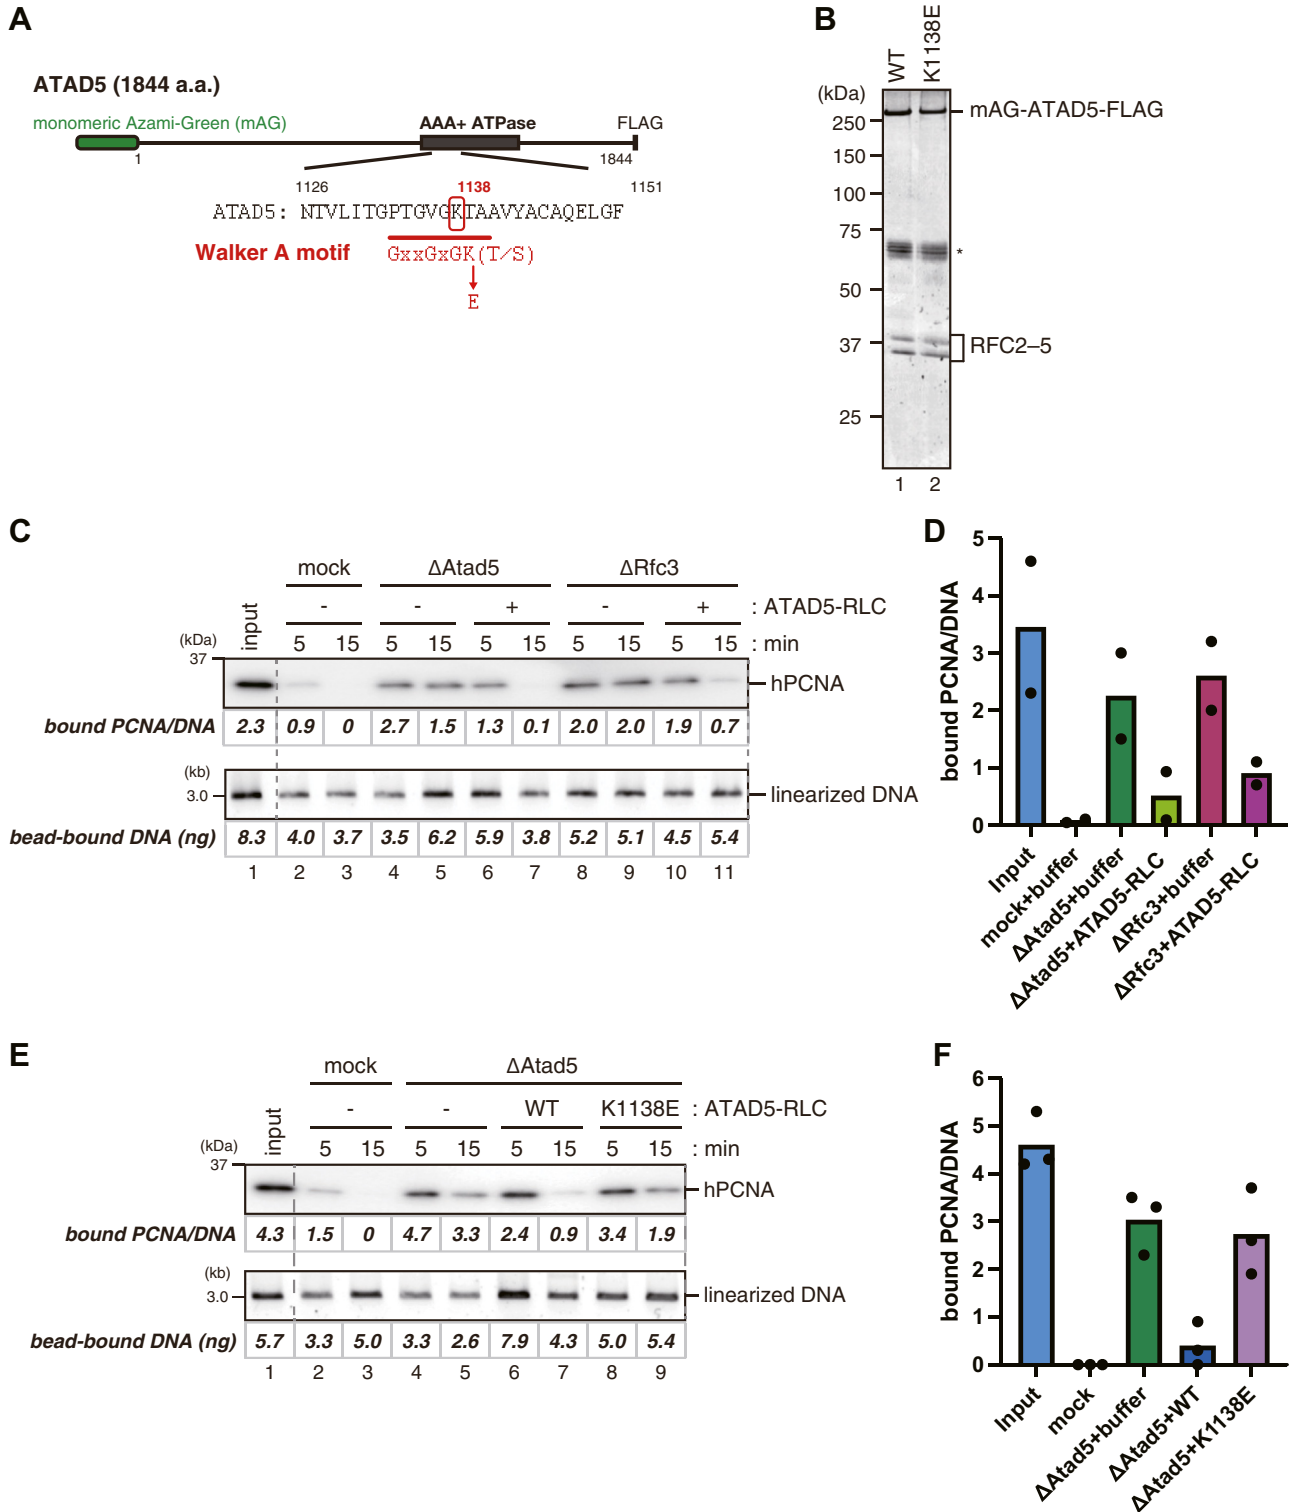 A
ATAD5 (1844 a.a.)
monomeric Azami-Green (mAG)
AAA+ ATPase
FLAG
1
1844
1126
1138
1151
ATAD5: NTVLITGPTGVGKTAAVYACAQELGF
Walker A motif
GxxGxGK(T/S)
E
B
WT
K1138E
(kDa)
mAG-ATAD5-FLAG
250
150
100
75
*
50
37
RFC2–5
25
1 2
C
mock ΔAtad5 ΔRfc3
input
- - + - + : ATAD5-RLC
5 15 5 15 5 15 5 15 5 15 : min
(kDa)
37
hPCNA
bound PCNA/DNA 2.3 0.9 0 2.7 1.5 1.3 0.1 2.0 2.0 1.9 0.7
(kb)
3.0
linearized DNA
bead-bound DNA (ng) 8.3 4.0 3.7 3.5 6.2 5.9 3.8 5.2 5.1 4.5 5.4
1 2 3 4 5 6 7 8 9 10 11
D
bound PCNA/DNA
5
4
3
2
1
0
Input
mock+buffer
ΔAtad5+buffer
ΔAtad5+ATAD5-RLC
ΔRfc3+buffer
ΔRfc3+ATAD5-RLC
E
mock ΔAtad5
input
- - WT K1138E : ATAD5-RLC
5 15 5 15 5 15 5 15 : min
(kDa)
37
hPCNA
bound PCNA/DNA 4.3 1.5 0 4.7 3.3 2.4 0.9 3.4 1.9
(kb)
3.0
linearized DNA
bead-bound DNA (ng) 5.7 3.3 5.0 3.3 2.6 7.9 4.3 5.0 5.4
1 2 3 4 5 6 7 8 9
F
bound PCNA/DNA
6
5
4
3
2
1
0
Input
mock
ΔAtad5+buffer
ΔAtad5+WT
ΔAtad5+K1138E